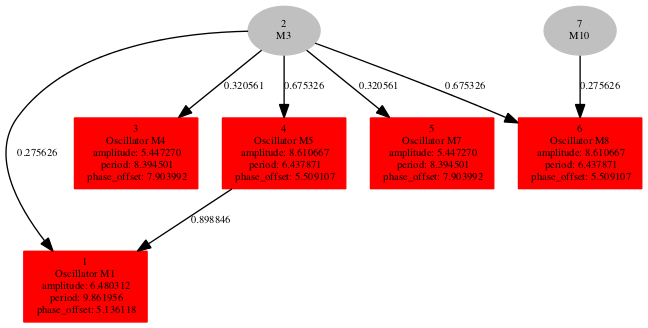 2
M3
7
M10
0.320561
0.675326
0.320561
0.675326
0.275626
3
Oscillator M4
amplitude: 5.447270
period: 8.394501
phase_offset: 7.903992
4
Oscillator M5
amplitude: 8.610667
period: 6.437871
phase_offset: 5.509107
5
Oscillator M7
amplitude: 5.447270
period: 8.394501
phase_offset: 7.903992
6
Oscillator M8
amplitude: 8.610667
period: 6.437871
phase_offset: 5.509107
0.275626
0.898846
1
Oscillator M1
amplitude: 6.480312
period: 9.861956
phase_offset: 5.136118